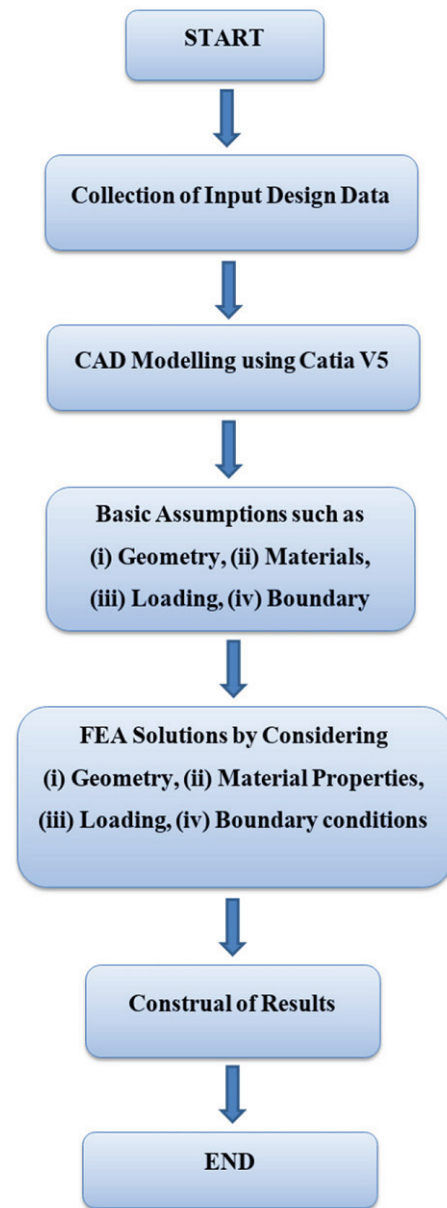 START
Collection of Input Design Data
CAD Modelling using Catia V5
Basic Assumptions such as
(i) Geometry, (ii) Materials,
(iii) Loading, (iv) Boundary
FEA Solutions by Considering
(i) Geometry, (ii) Material Properties,
(iii) Loading, (iv) Boundary conditions
Construal of Results
END